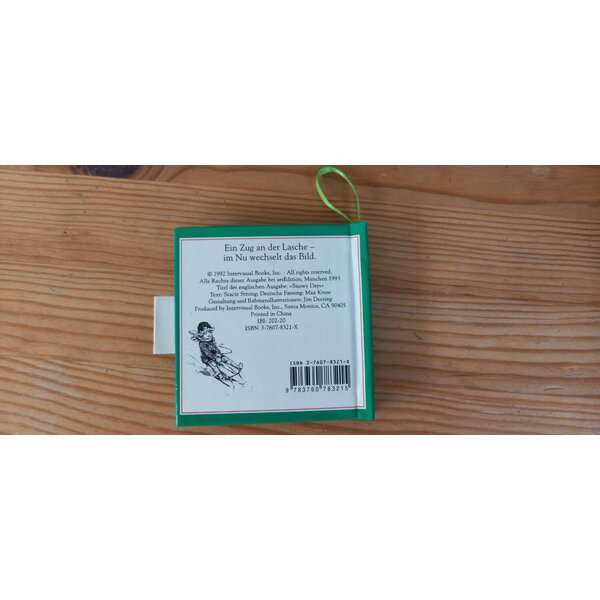 Ein Zug an der Lasche –
im Nu wechselt das Bild.
© 1992 Intervisual Books, Inc. · All rights reserved,
Alle Rechte dieser Ausgabe bei arsEdition, München 1993
Titel der englischen Ausgabe: «Snowy Days»
Text: Stacie Strong; Deutsche Fassung: Max Kruse
Gestaltung und Rahmenillustrationen: Jim Deesing
Produced by Intervisual Books, Inc., Santa Monica, CA 90405
Printed in China
IBI: 202-20
ISBN 3-7607-8321-X
ISBN 3-7607-8321-X
9 783760 783215